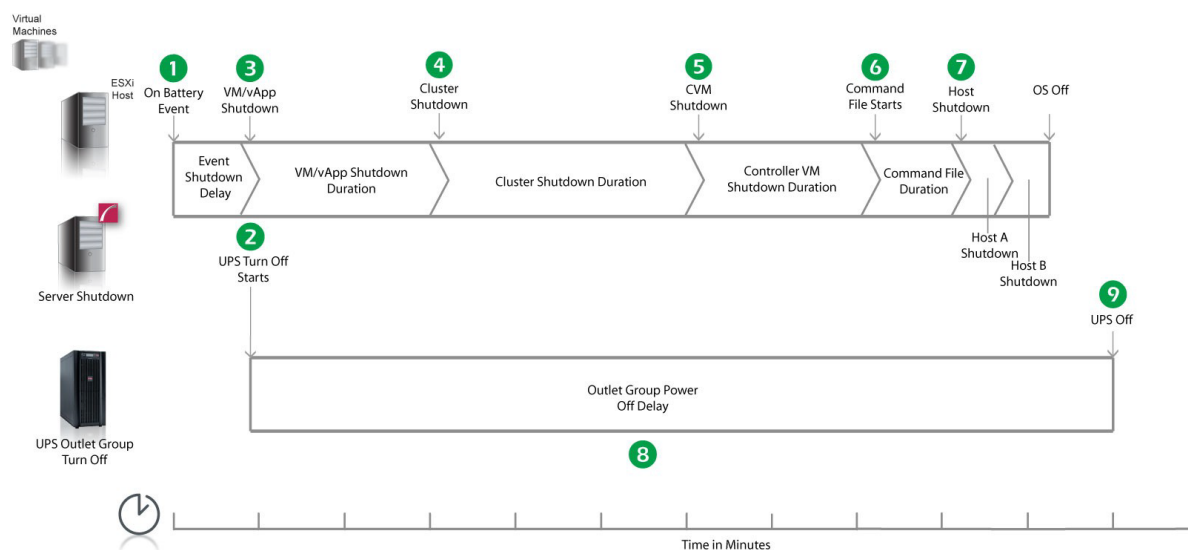 Virtual
Machines
ESXi
Host
1
On Battery
Event
3
VM/vApp
Shutdown
4
Cluster
Shutdown
5
CVM
Shutdown
6
Command
File Starts
7
Host
Shutdown
OS Off
Event
Shutdown
Delay
VM/vApp Shutdown
Duration
Cluster Shutdown Duration
Controller VM
Shutdown Duration
Command File
Duration
Host A
Shutdown
Host B
Shutdown
2
UPS Turn Off
Starts
Server Shutdown
9
UPS Off
Outlet Group Power
Off Delay
8
UPS Outlet Group
Turn Off
Time in Minutes